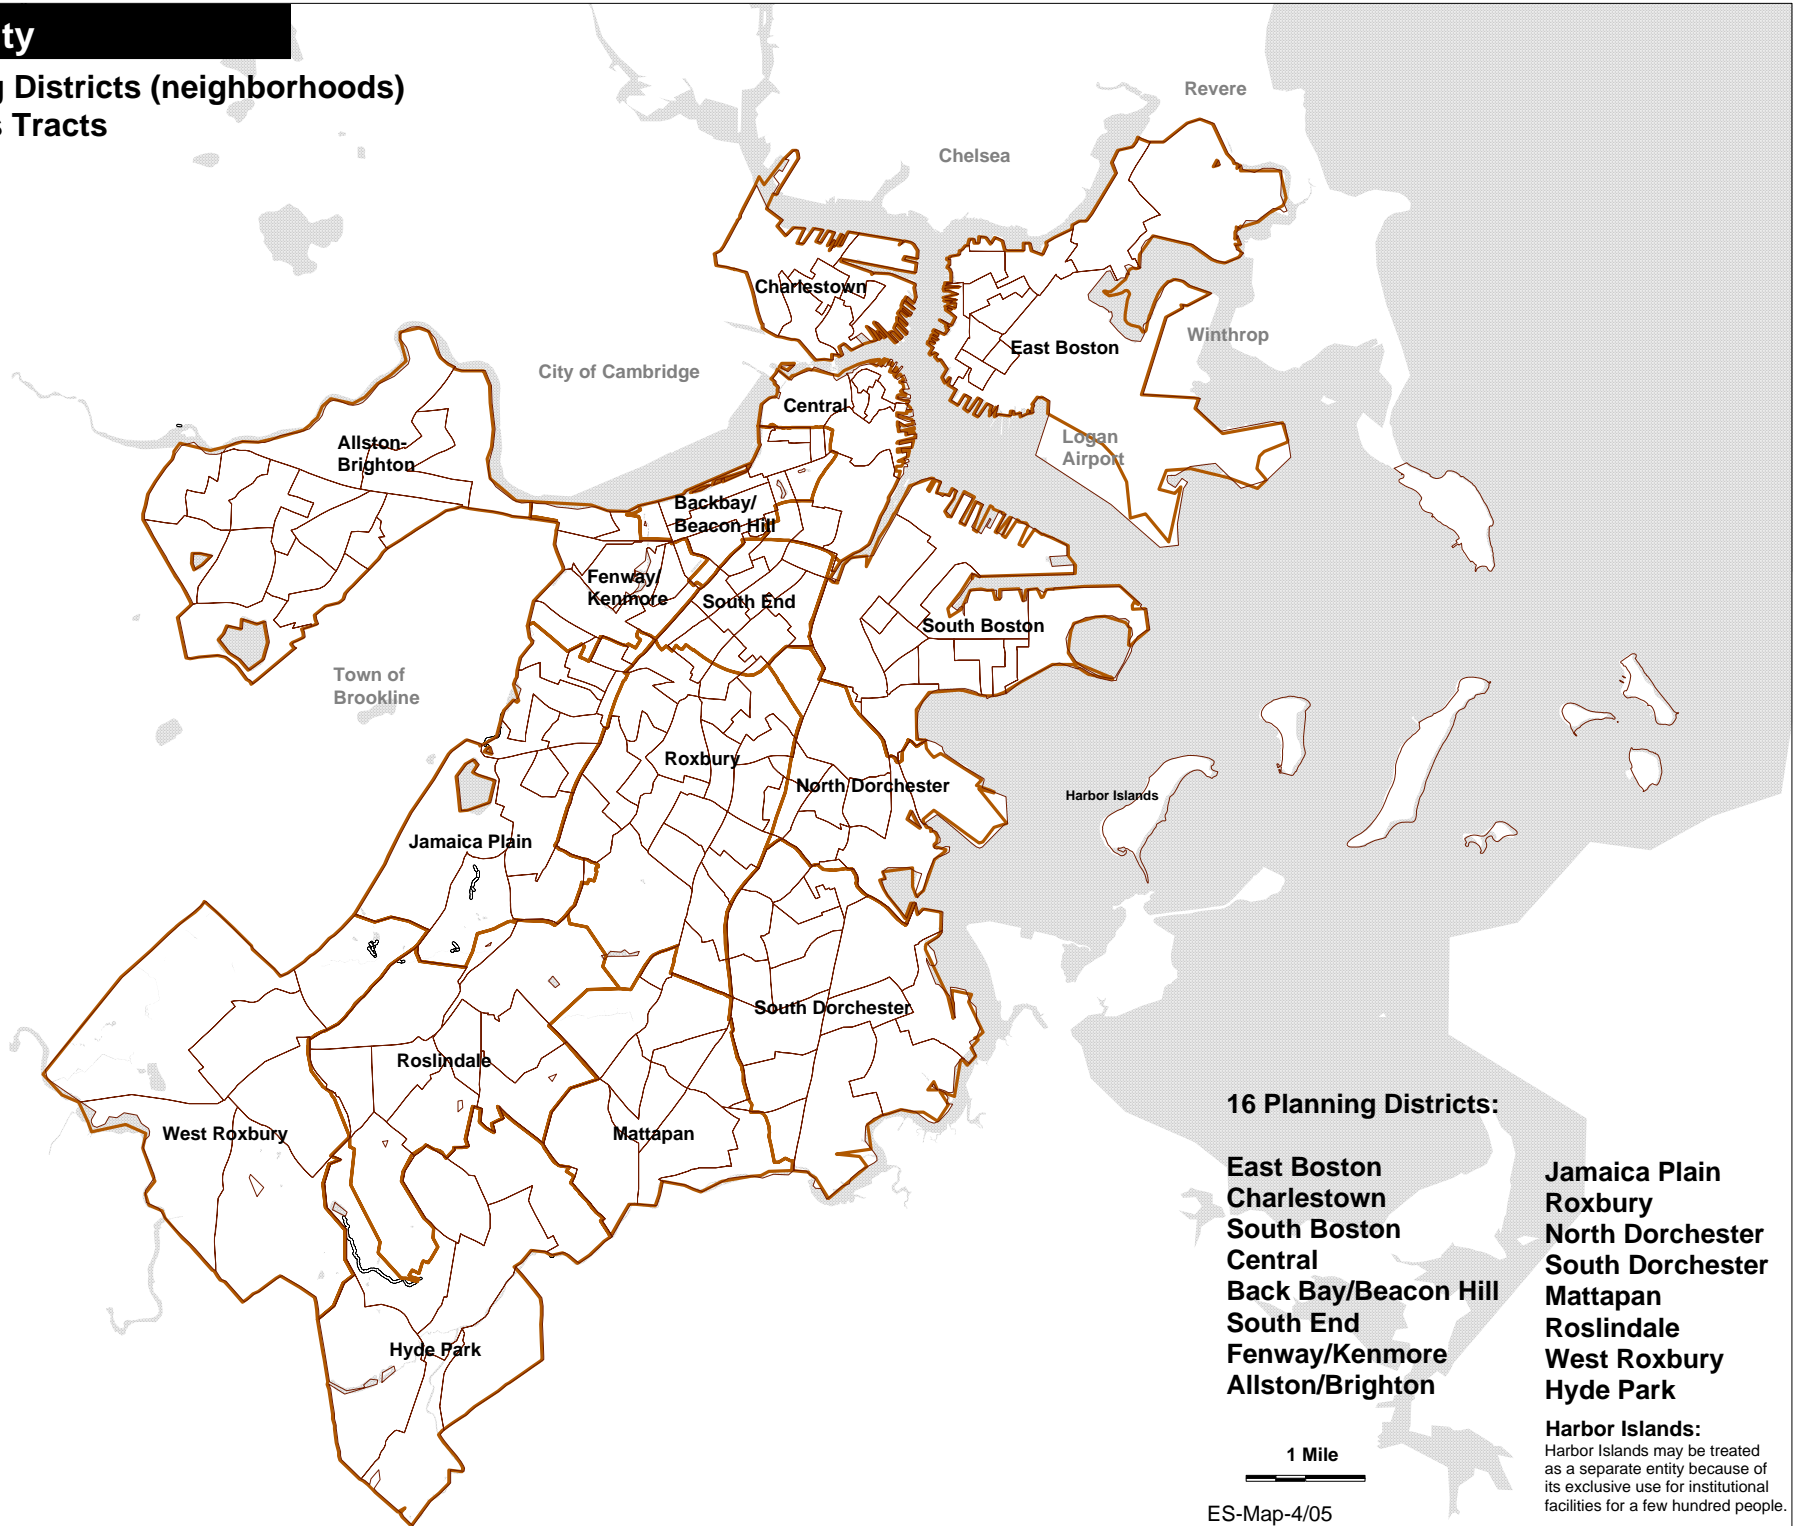 ty
g Districts (neighborhoods)
s Tracts
Revere
Chelsea
Charlestown
Winthrop
East Boston
City of Cambridge
Central
Allston-
Brighton
Logan
Airport
Backbay/
Beacon Hill
Fenway/
Kenmore
South End
South Boston
Town of
Brookline
Roxbury
North Dorchester
Harbor Islands
Jamaica Plain
South Dorchester
Roslindale
West Roxbury
Mattapan
Hyde Park
16 Planning Districts:
East Boston
Charlestown
South Boston
Central
Back Bay/Beacon Hill
South End
Fenway/Kenmore
Allston/Brighton
Jamaica Plain
Roxbury
North Dorchester
South Dorchester
Mattapan
Roslindale
West Roxbury
Hyde Park
Harbor Islands:
Harbor Islands may be treated
as a separate entity because of
its exclusive use for institutional
facilities for a few hundred people.
1 Mile
ES-Map-4/05